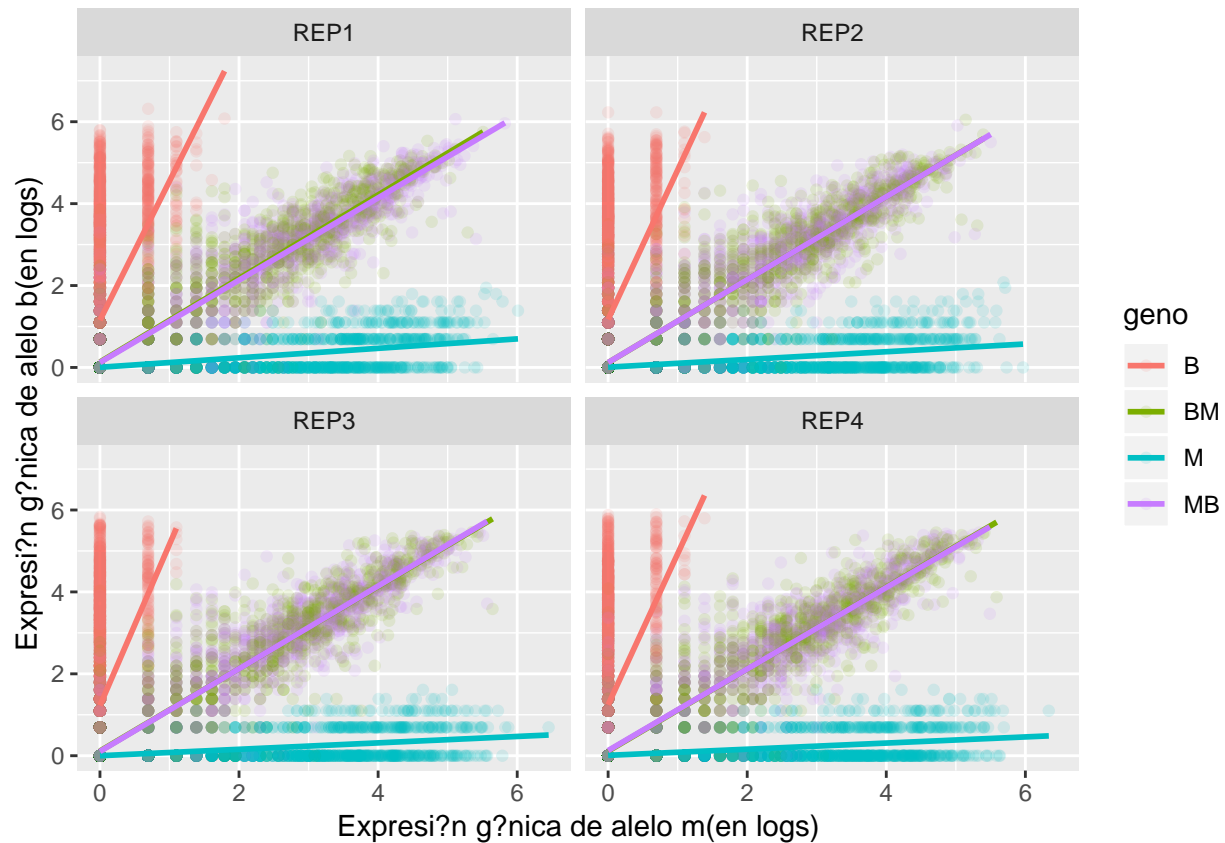 REP1
REP2
6
4
2
0
REP3
REP4
6
4
2
0
0
2
4
6
0
2
4
6
Expresi?n g?nica de alelo b(en logs)
Expresi?n g?nica de alelo m(en logs)
geno
B
BM
M
MB